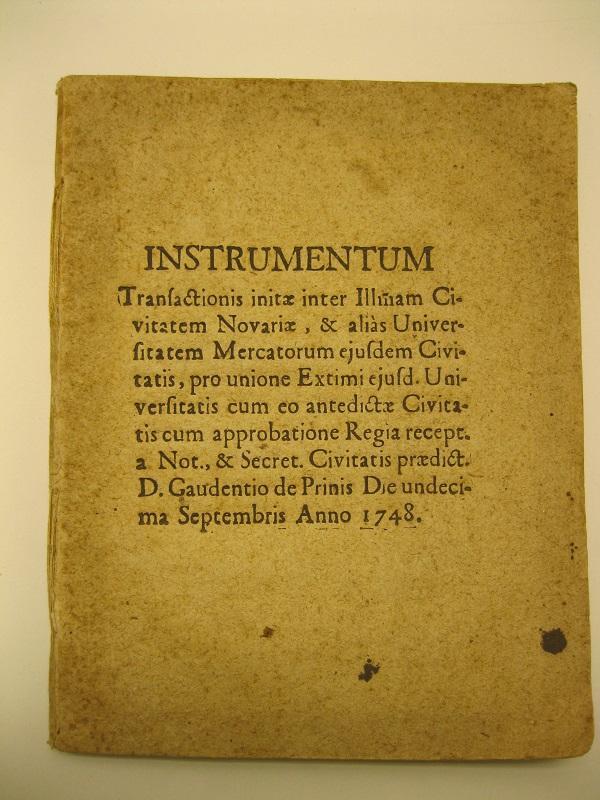 INSTRUMENTUM
Tranſactionis initæ inter Illm̃am Ci-
vitatem Novariæ, & aliàs Univer-
ſitatem Mercatorum ejuſdem Civi-
tatis, pro unione Extimi ejuſd. Uni-
verſitatis cum eo antedictæ Civita-
tis cum approbatione Regia recept.
a Not., & Secret. Civitatis prædict.
D. Gaudentio de Prinis Die undeci-
ma Septembris Anno 1748.